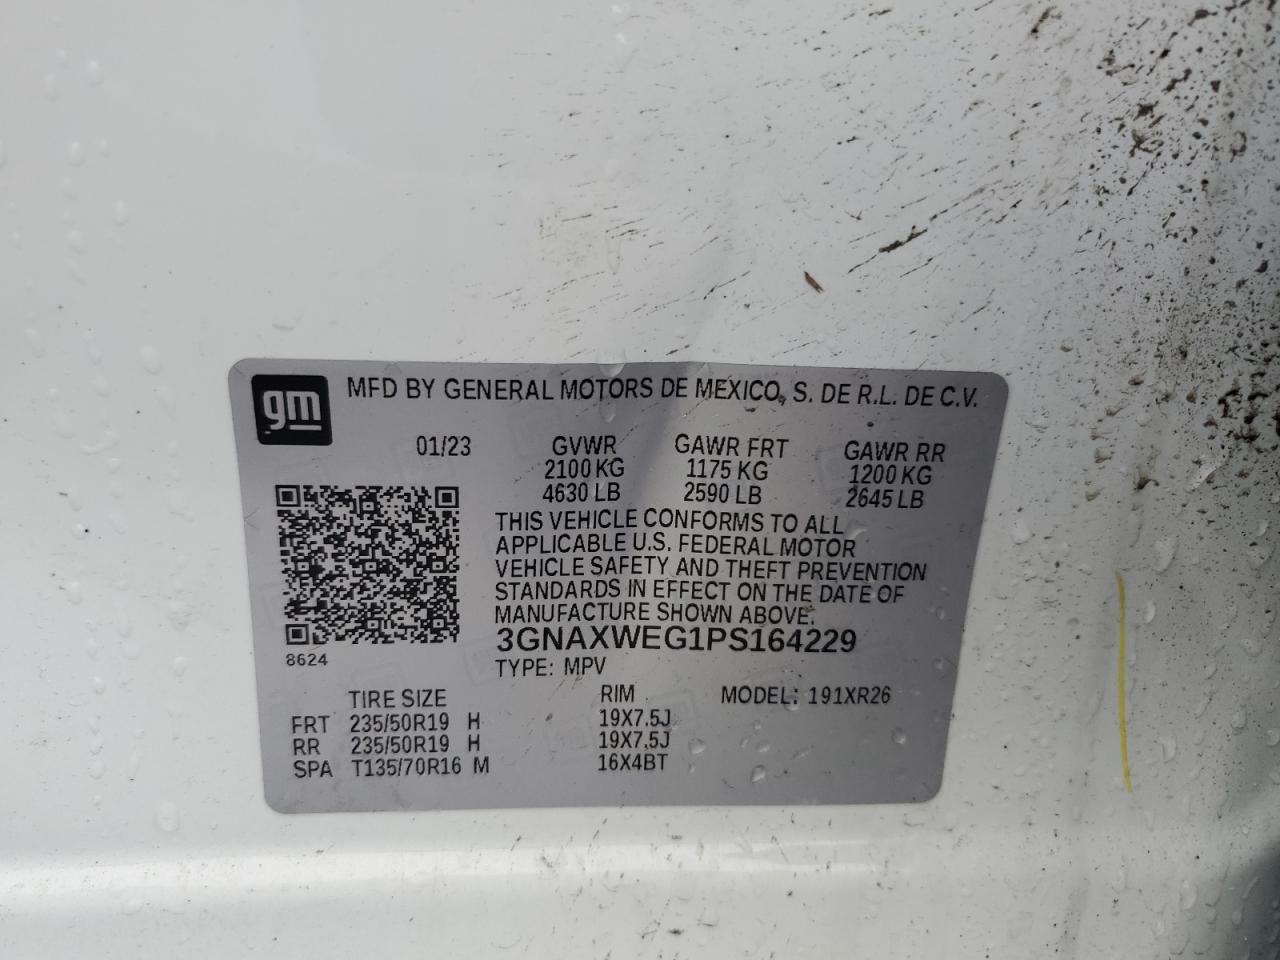 gm MFD BY GENERAL MOTORS DE MEXICO, S. DE R.L. DE C.V.
01/23 GVWR GAWR FRT GAWR RR
2100 KG 1175 KG 1200 KG
4630 LB 2590 LB 2645 LB
THIS VEHICLE CONFORMS TO ALL
APPLICABLE U.S. FEDERAL MOTOR
VEHICLE SAFETY AND THEFT PREVENTION
STANDARDS IN EFFECT ON THE DATE OF
MANUFACTURE SHOWN ABOVE.
3GNAXWEG1PS164229
8624 TYPE: MPV
TIRE SIZE RIM MODEL: 191XR26
FRT 235/50R19 H 19X7.5J
RR 235/50R19 H 19X7.5J
SPA T135/70R16 M 16X4BT